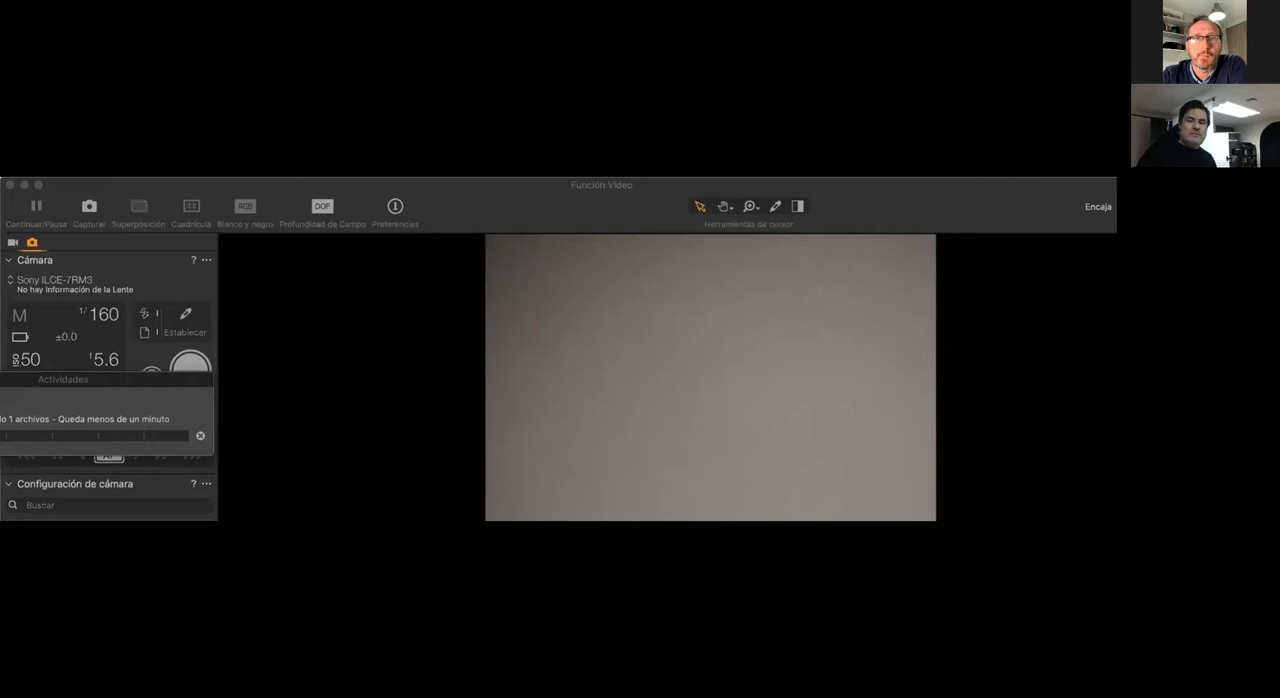 Función Vídeo
Continuar/Pausa Capturar Superposición Cuadrícula Blanco y negro Profundidad de Campo Preferencias
RGB
DOF
Herramientas de cursor
Encaja
Cámara ? ...
Sony ILCE-7RM3
No hay información de la Lente
M 1/160
±0.0
Establecer
ISO 50 f5.6
Actividades
1 archivos - Queda menos de un minuto
Configuración de cámara ? ...
Buscar